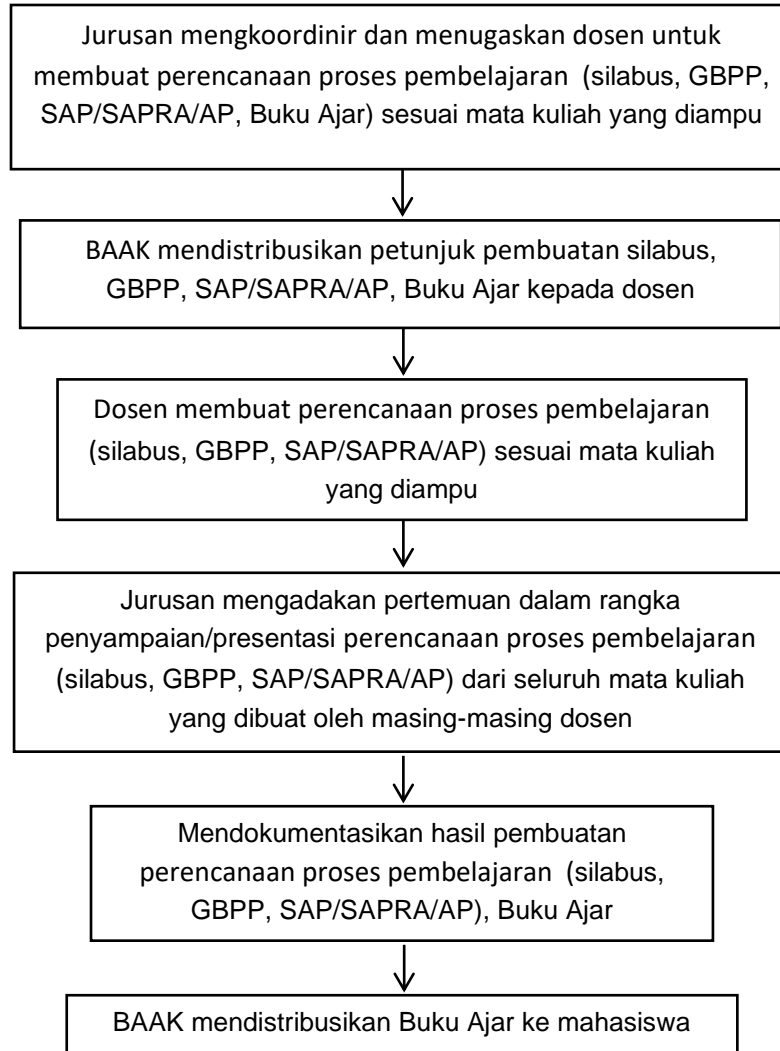 Jurusan mengkoordinir dan menugaskan dosen untuk
membuat perencanaan proses pembelajaran (silabus, GBPP,
SAP/SAPRA/AP, Buku Ajar) sesuai mata kuliah yang diampu
BAAK mendistribusikan petunjuk pembuatan silabus,
GBPP, SAP/SAPRA/AP, Buku Ajar kepada dosen
Dosen membuat perencanaan proses pembelajaran
(silabus, GBPP, SAP/SAPRA/AP) sesuai mata kuliah
yang diampu
Jurusan mengadakan pertemuan dalam rangka
penyampaian/presentasi perencanaan proses pembelajaran
(silabus, GBPP, SAP/SAPRA/AP) dari seluruh mata kuliah
yang dibuat oleh masing-masing dosen
Mendokumentasikan hasil pembuatan
perencanaan proses pembelajaran (silabus,
GBPP, SAP/SAPRA/AP), Buku Ajar
BAAK mendistribusikan Buku Ajar ke mahasiswa